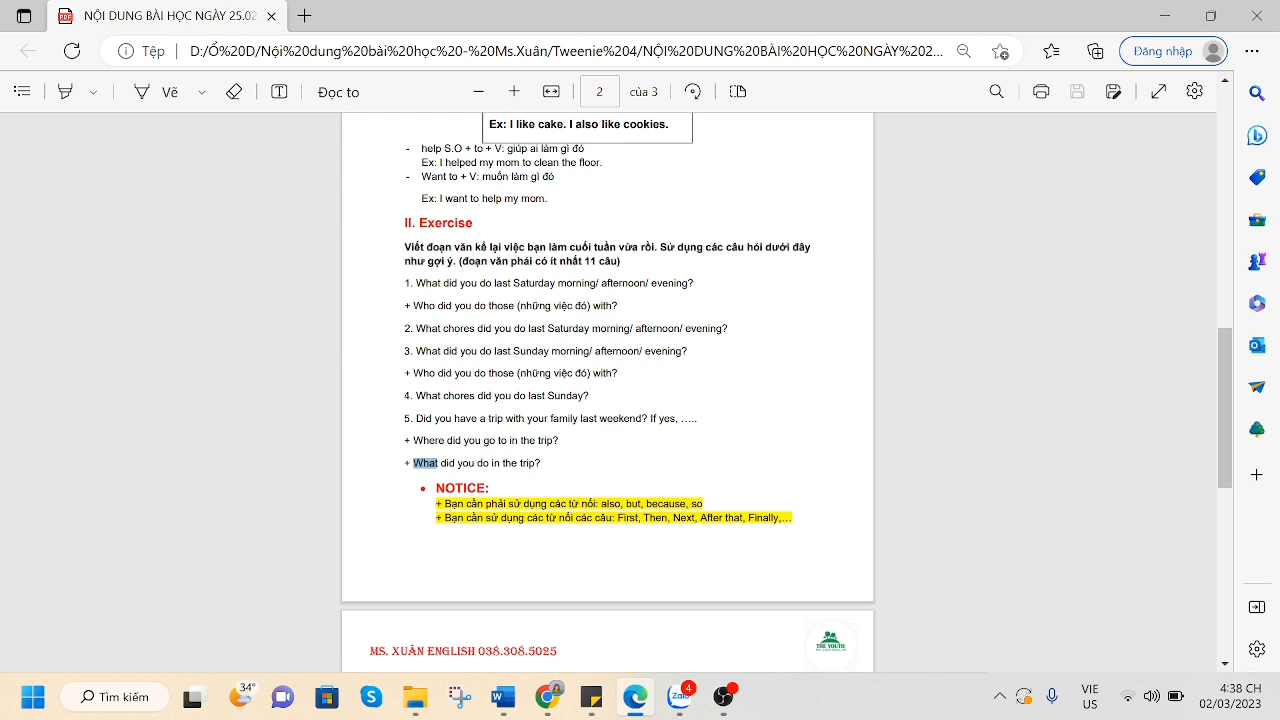 NỘI DUNG BÀI HỌC NGÀY 25.02
Tệp | D:/Ổ%20D/Nội%20dung%20bài%20học%20-%20Ms.Xuân/Tweenie%204/NỘI%20DUNG%20BÀI%20HỌC%20NGÀY%202...
Đăng nhập
Vẽ
Đọc to
2 của 3
Ex: I like cake. I also like cookies.
- help S.O + to + V: giúp ai làm gì đó
Ex: I helped my mom to clean the floor.
- Want to + V: muốn làm gì đó
Ex: I want to help my mom.
II. Exercise
Viết đoạn văn kể lại việc bạn làm cuối tuần vừa rồi. Sử dụng các câu hỏi dưới đây
như gợi ý. (đoạn văn phải có ít nhất 11 câu)
1. What did you do last Saturday morning/ afternoon/ evening?
+ Who did you do those (những việc đó) with?
2. What chores did you do last Saturday morning/ afternoon/ evening?
3. What did you do last Sunday morning/ afternoon/ evening?
+ Who did you do those (những việc đó) with?
4. What chores did you do last Sunday?
5. Did you have a trip with your family last weekend? If yes, …..
+ Where did you go to in the trip?
+ What did you do in the trip?
• NOTICE:
+ Bạn cần phải sử dụng các từ nối: also, but, because, so
+ Bạn cần sử dụng các từ nối các câu: First, Then, Next, After that, Finally,…
MS. XUÂN ENGLISH 038.308.5025
THE YOUTH
34°
Tìm kiếm
Zalo
4
VIE
US
4:38 CH
02/03/2023